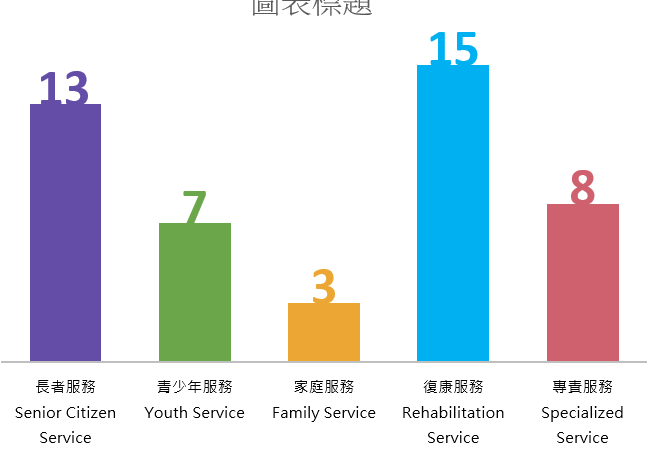 圖表標題
13
7
3
15
8
長者服務
Senior Citizen
Service
青少年服務
Youth Service
家庭服務
Family Service
復康服務
Rehabilitation
Service
專責服務
Specialized
Service